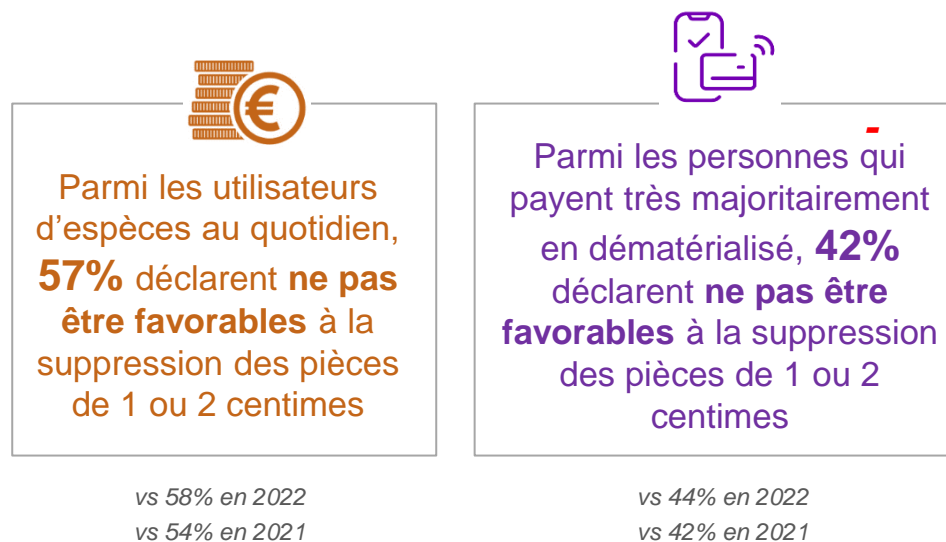 Parmi les utilisateurs
d’espèces au quotidien,
57% déclarent ne pas
être favorables à la
suppression des pièces
de 1 ou 2 centimes
vs 58% en 2022
vs 54% en 2021
-
Parmi les personnes qui
payent très majoritairement
en dématérialisé, 42%
déclarent ne pas être
favorables à la suppression
des pièces de 1 ou 2
centimes
vs 44% en 2022
vs 42% en 2021